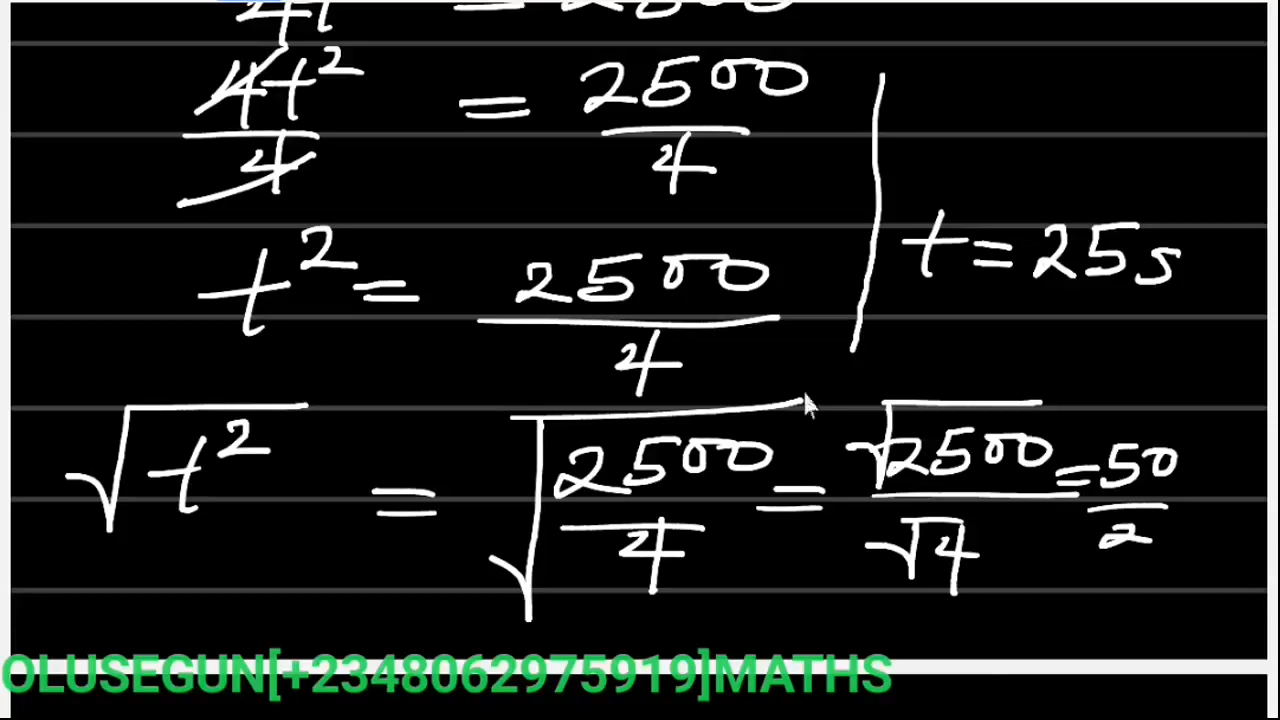 4t² / 4 = 2500 / 4
t² = 2500 / 4
t = 25s
√t² = √(2500 / 4) = √2500 / √4 = 50 / 2
OLUSEGUN[+2348062975919]MATHS